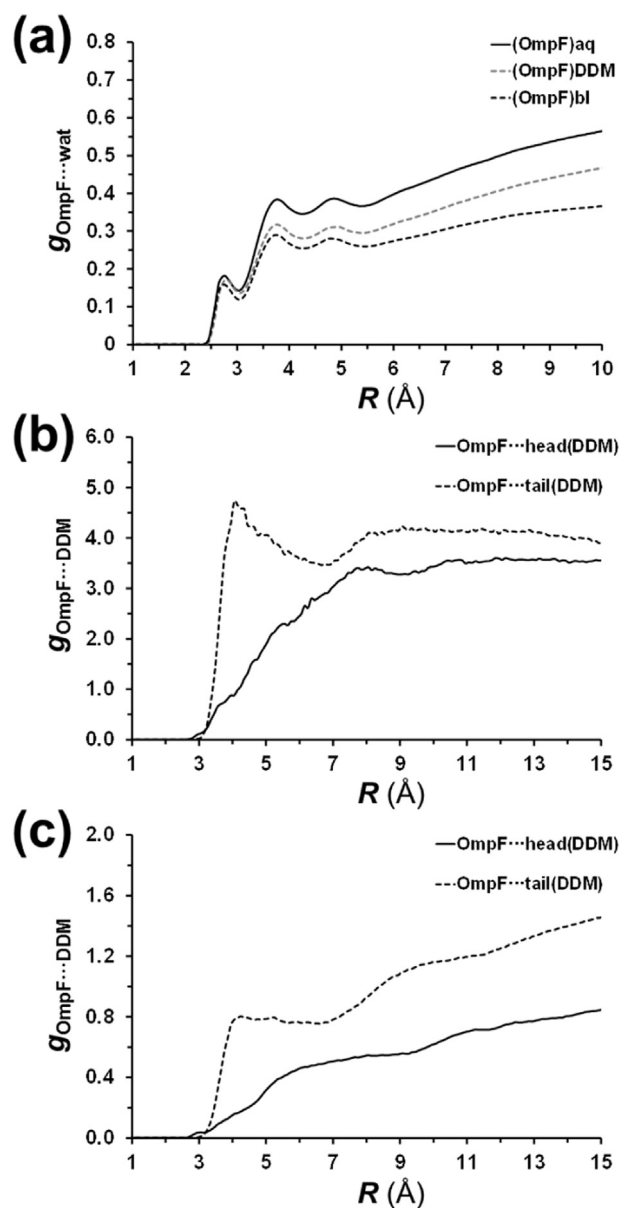 (a)
0.8
0.7
0.6
0.5
0.4
0.3
0.2
0.1
0
gOmpF···wat
(OmpF)aq
(OmpF)DDM
(OmpF)bl
1 2 3 4 5 6 7 8 9 10
R (Å)
(b)
6.0
5.0
4.0
3.0
2.0
1.0
0.0
gOmpF···DDM
OmpF···head(DDM)
OmpF···tail(DDM)
1 3 5 7 9 11 13 15
R (Å)
(c)
2.0
1.6
1.2
0.8
0.4
0.0
gOmpF···DDM
OmpF···head(DDM)
OmpF···tail(DDM)
1 3 5 7 9 11 13 15
R (Å)